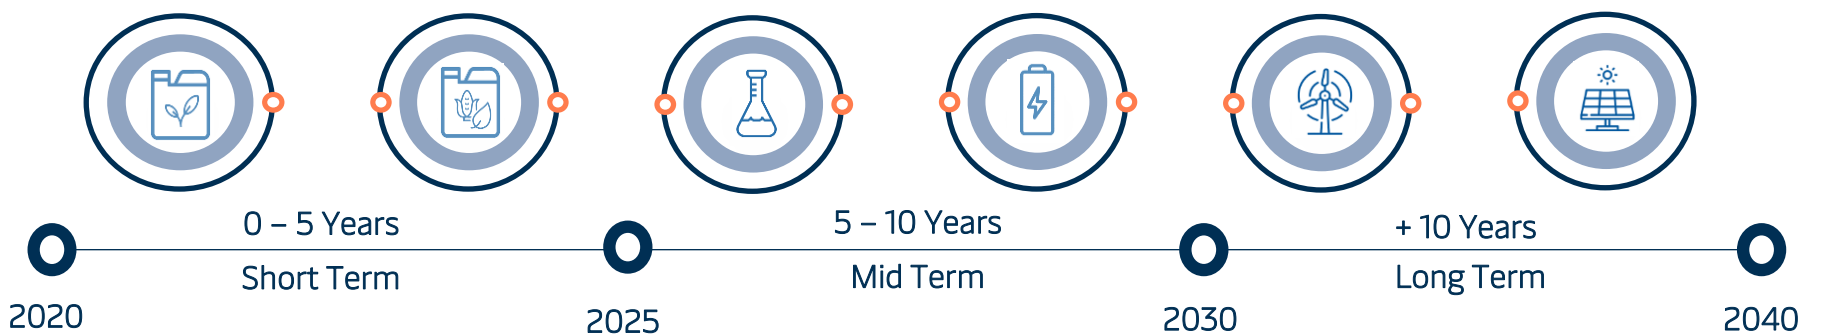 0 – 5 Years
5 – 10 Years
+ 10 Years
Short Term
Mid Term
Long Term
2020
2025
2030
2040